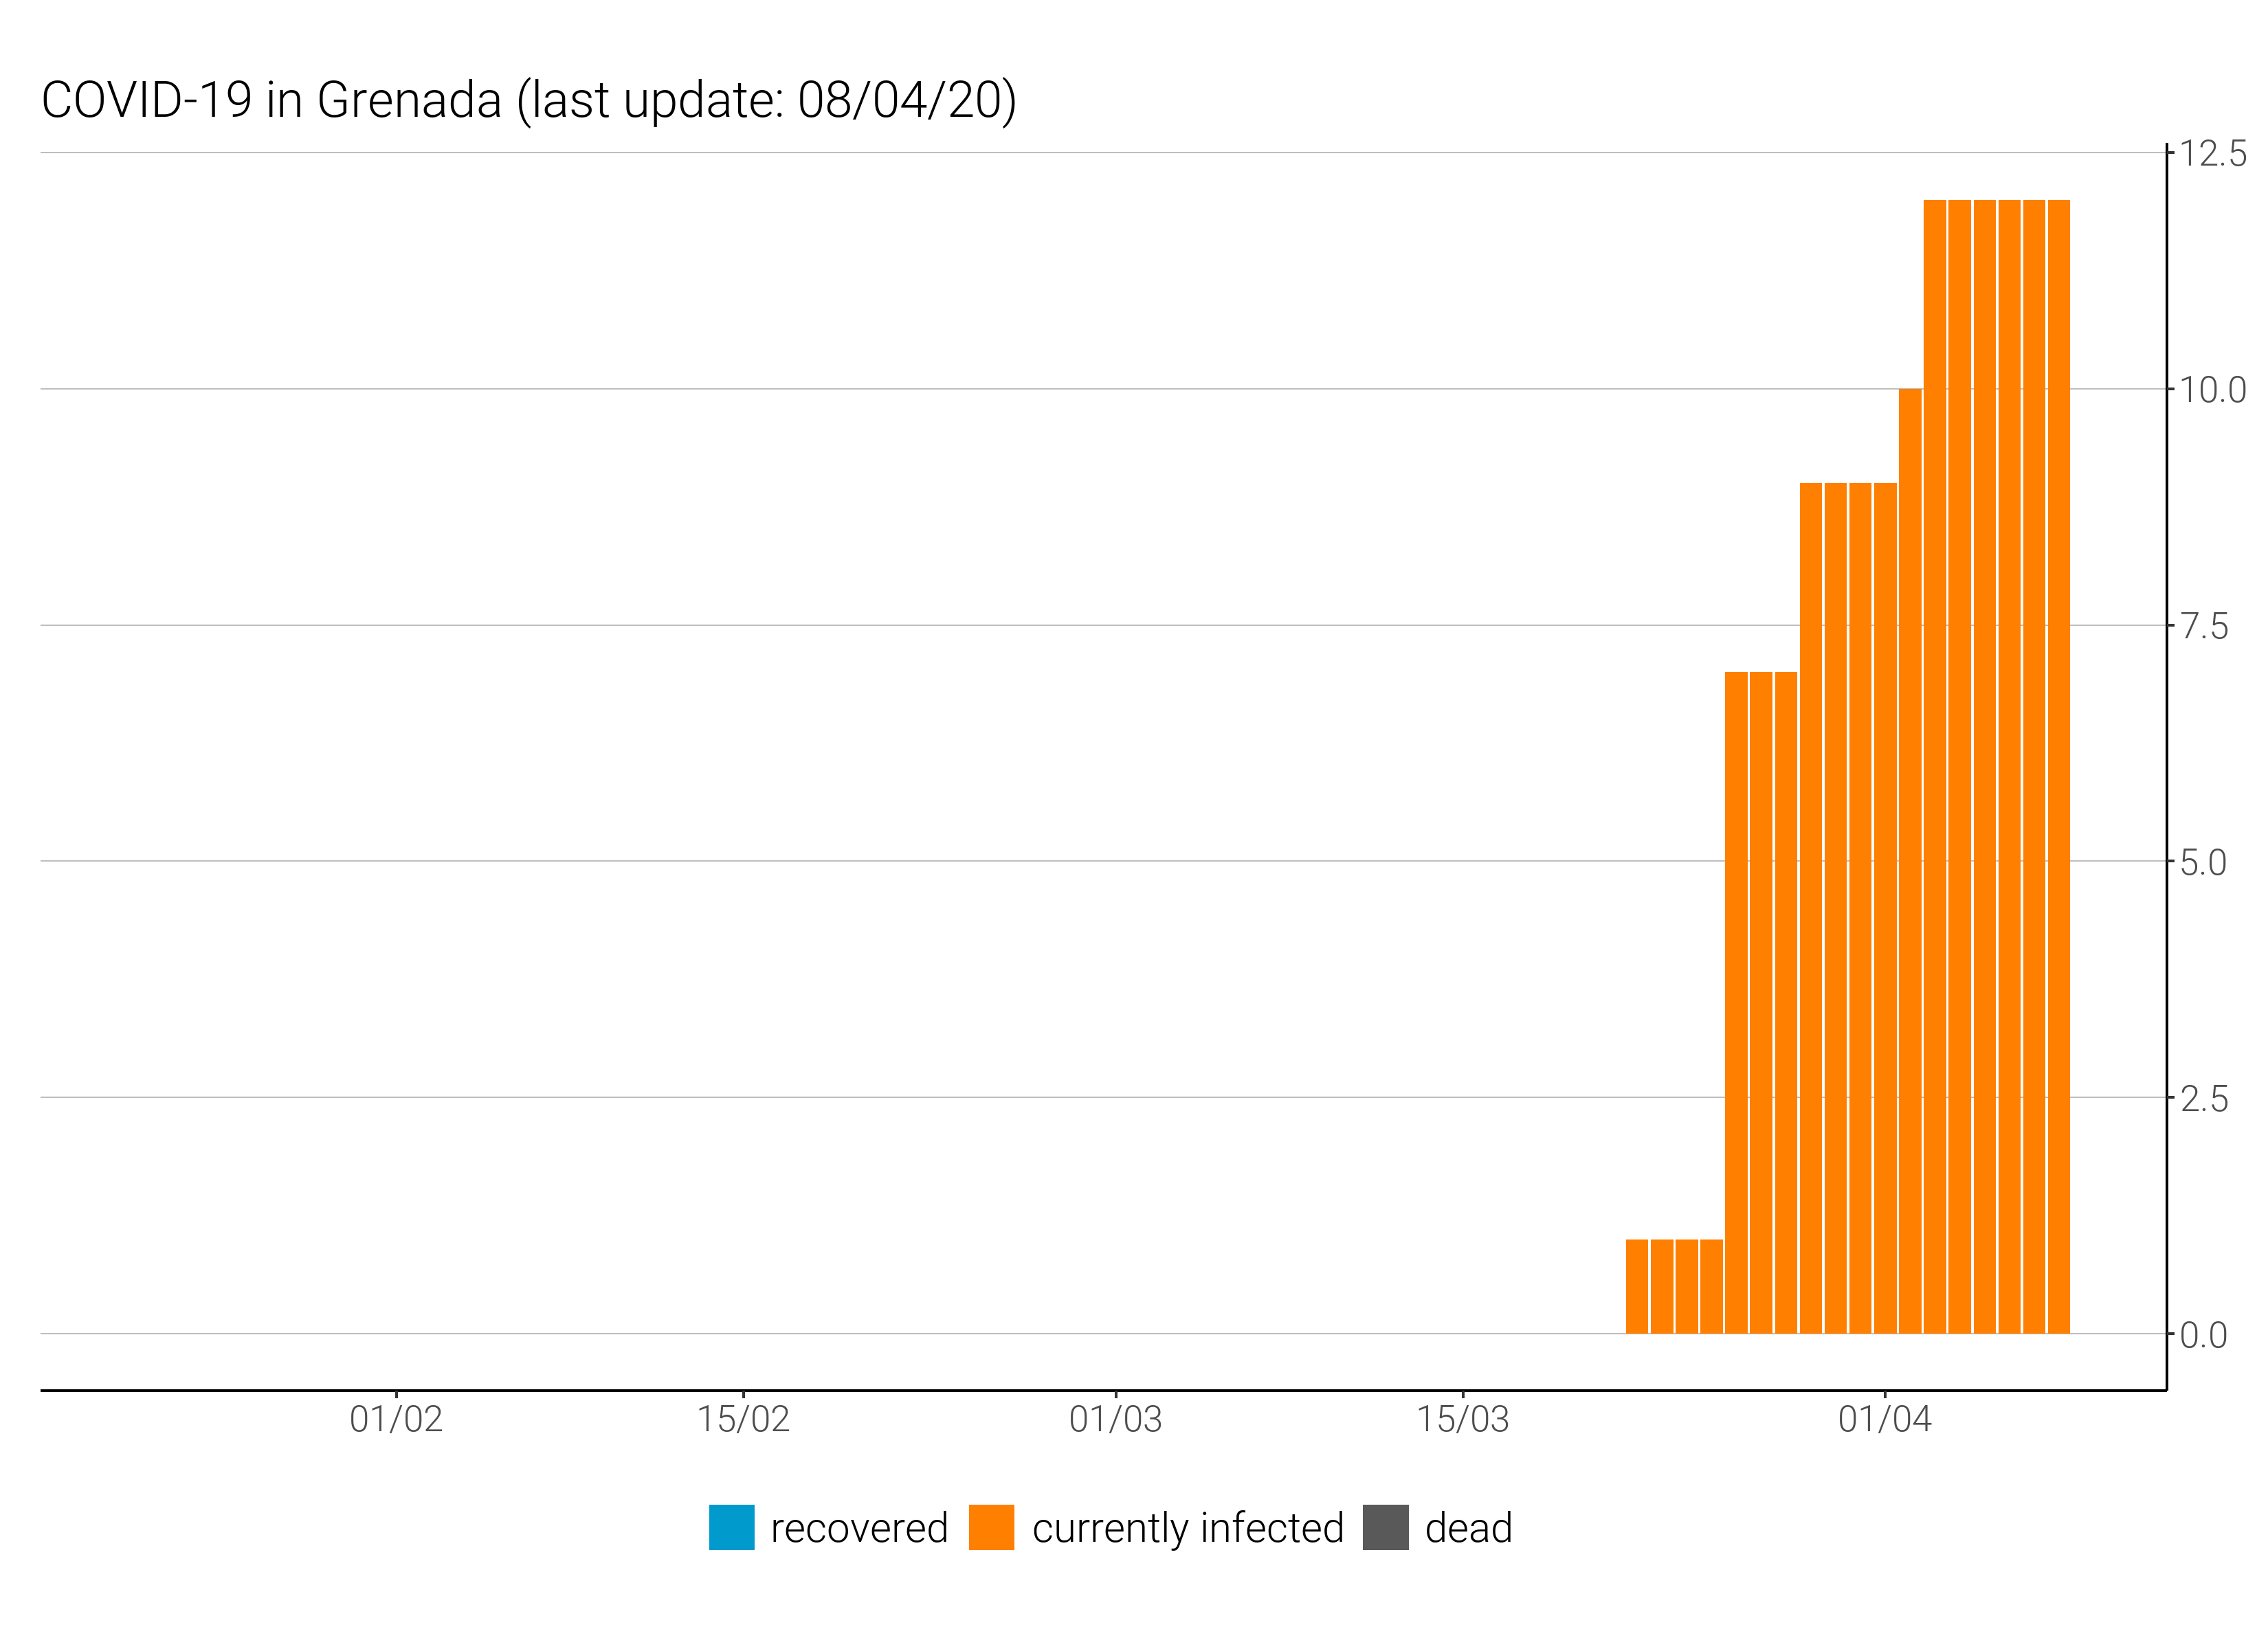 COVID-19 in Grenada (last update: 08/04/20)
12.5
10.0
7.5
5.0
2.5
0.0
01/02 15/02 01/03 15/03 01/04
recovered currently infected dead